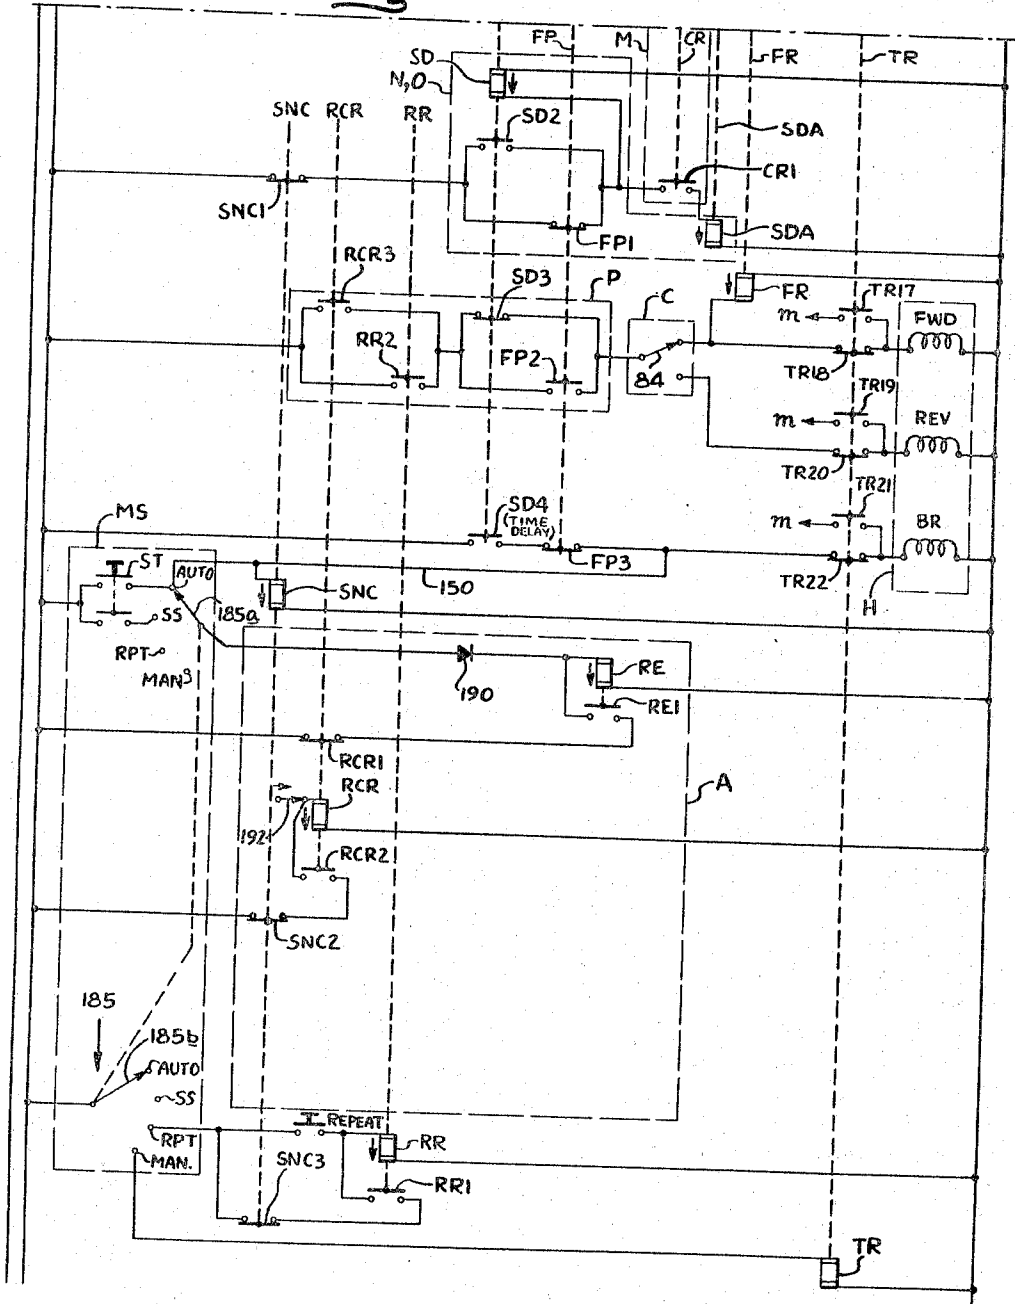 FP M CR FR TR
SD
N,O
SNC RCR RR
SD2
SDA
CR1
SNC1
FP1
SDA
RCR3
SD3
P
C
FR
TR17
m
FWD
RR2
FP2
84
TR18
TR19
m
REV
TR20
TR21
MS
SD4
(TIME DELAY)
m
BR
ST
AUTO
FP3
TR22
SS
185a
SNC
150
H
RPT
MAN
RE
190
RE1
RCR1
RCR
A
192
RCR2
SNC2
185
185b
AUTO
SS
REPEAT
RPT
RR
MAN.
SNC3
RR1
TR